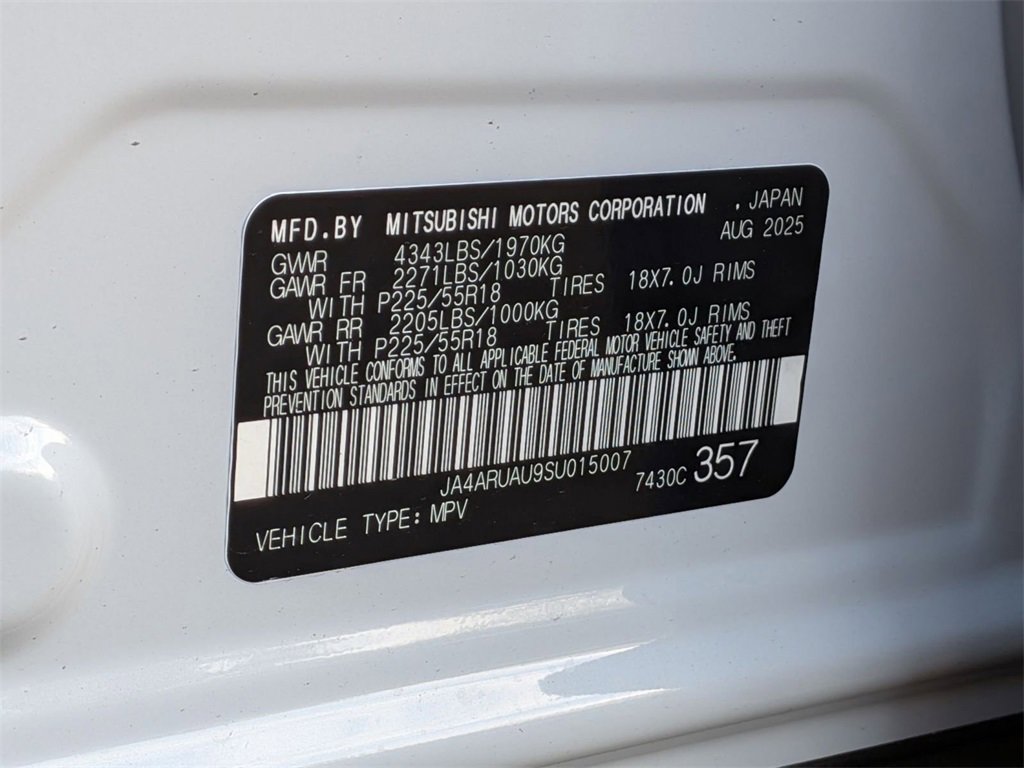 MFD.BY MITSUBISHI MOTORS CORPORATION , JAPAN
AUG 2025
GVWR 4343LBS/1970KG
GAWR FR 2271LBS/1030KG
WITH P225/55R18 TIRES 18X7.0J RIMS
GAWR RR 2205LBS/1000KG
WITH P225/55R18 TIRES 18X7.0J RIMS
THIS VEHICLE CONFORMS TO ALL APPLICABLE FEDERAL MOTOR VEHICLE SAFETY AND THEFT
PREVENTION STANDARDS IN EFFECT ON THE DATE OF MANUFACTURE SHOWN ABOVE.
JA4ARUAU9SU015007 7430C 357
VEHICLE TYPE: MPV